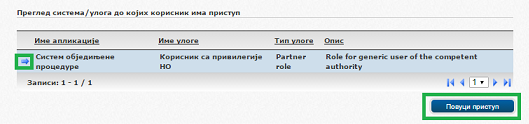 Преглед система/улога до којих корисник има приступ
Име апликације Име улоге Тип улоге Опис
Систем обједињене процедуре Корисник са привилегије НО Partner role Role for generic user of the competent authority
Записи: 1 - 1 / 1 1
Повуци приступ